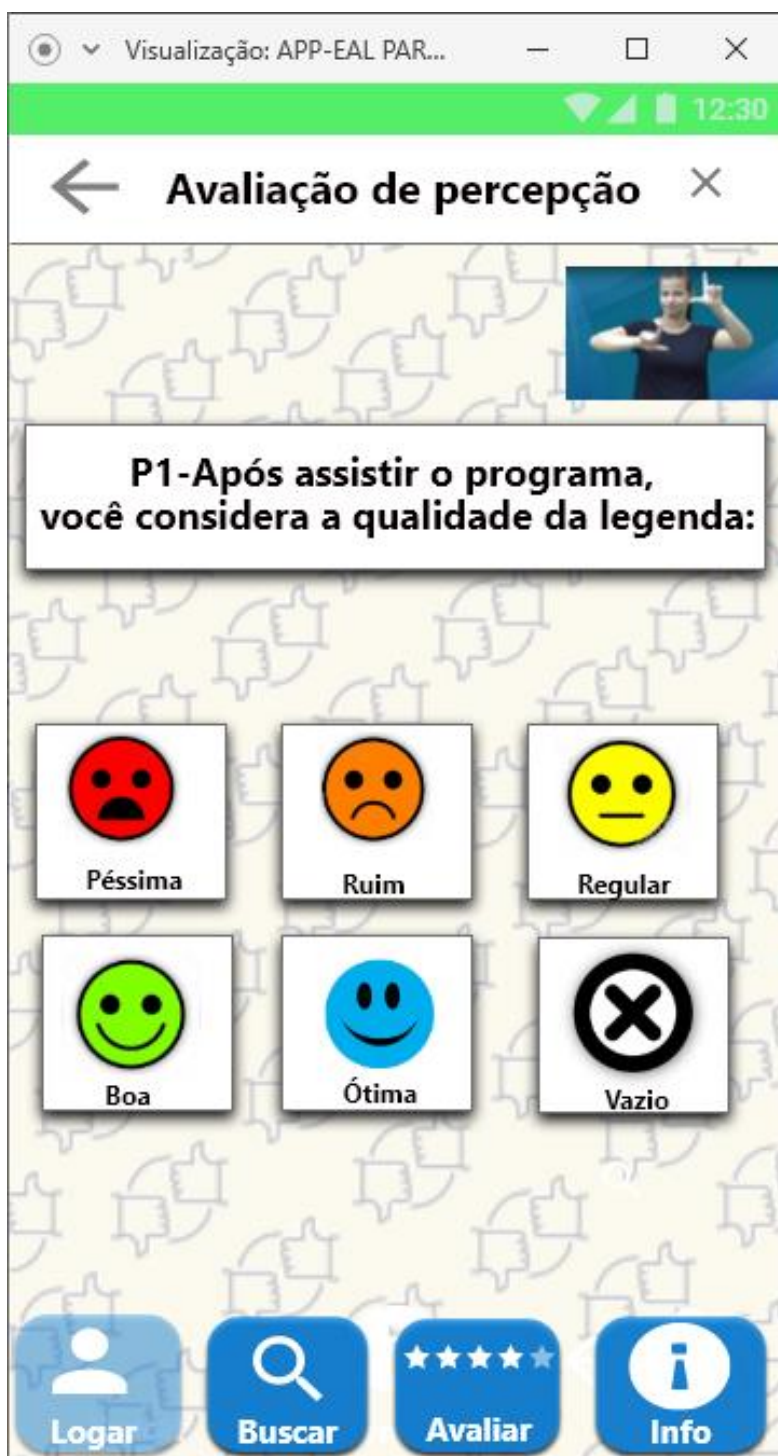 Visualização: APP-EAL PAR...
12:30
Avaliação de percepção
P1-Após assistir o programa,
você considera a qualidade da legenda:
Péssima Ruim Regular
Boa Ótima Vazio
Logar Buscar Avaliar Info